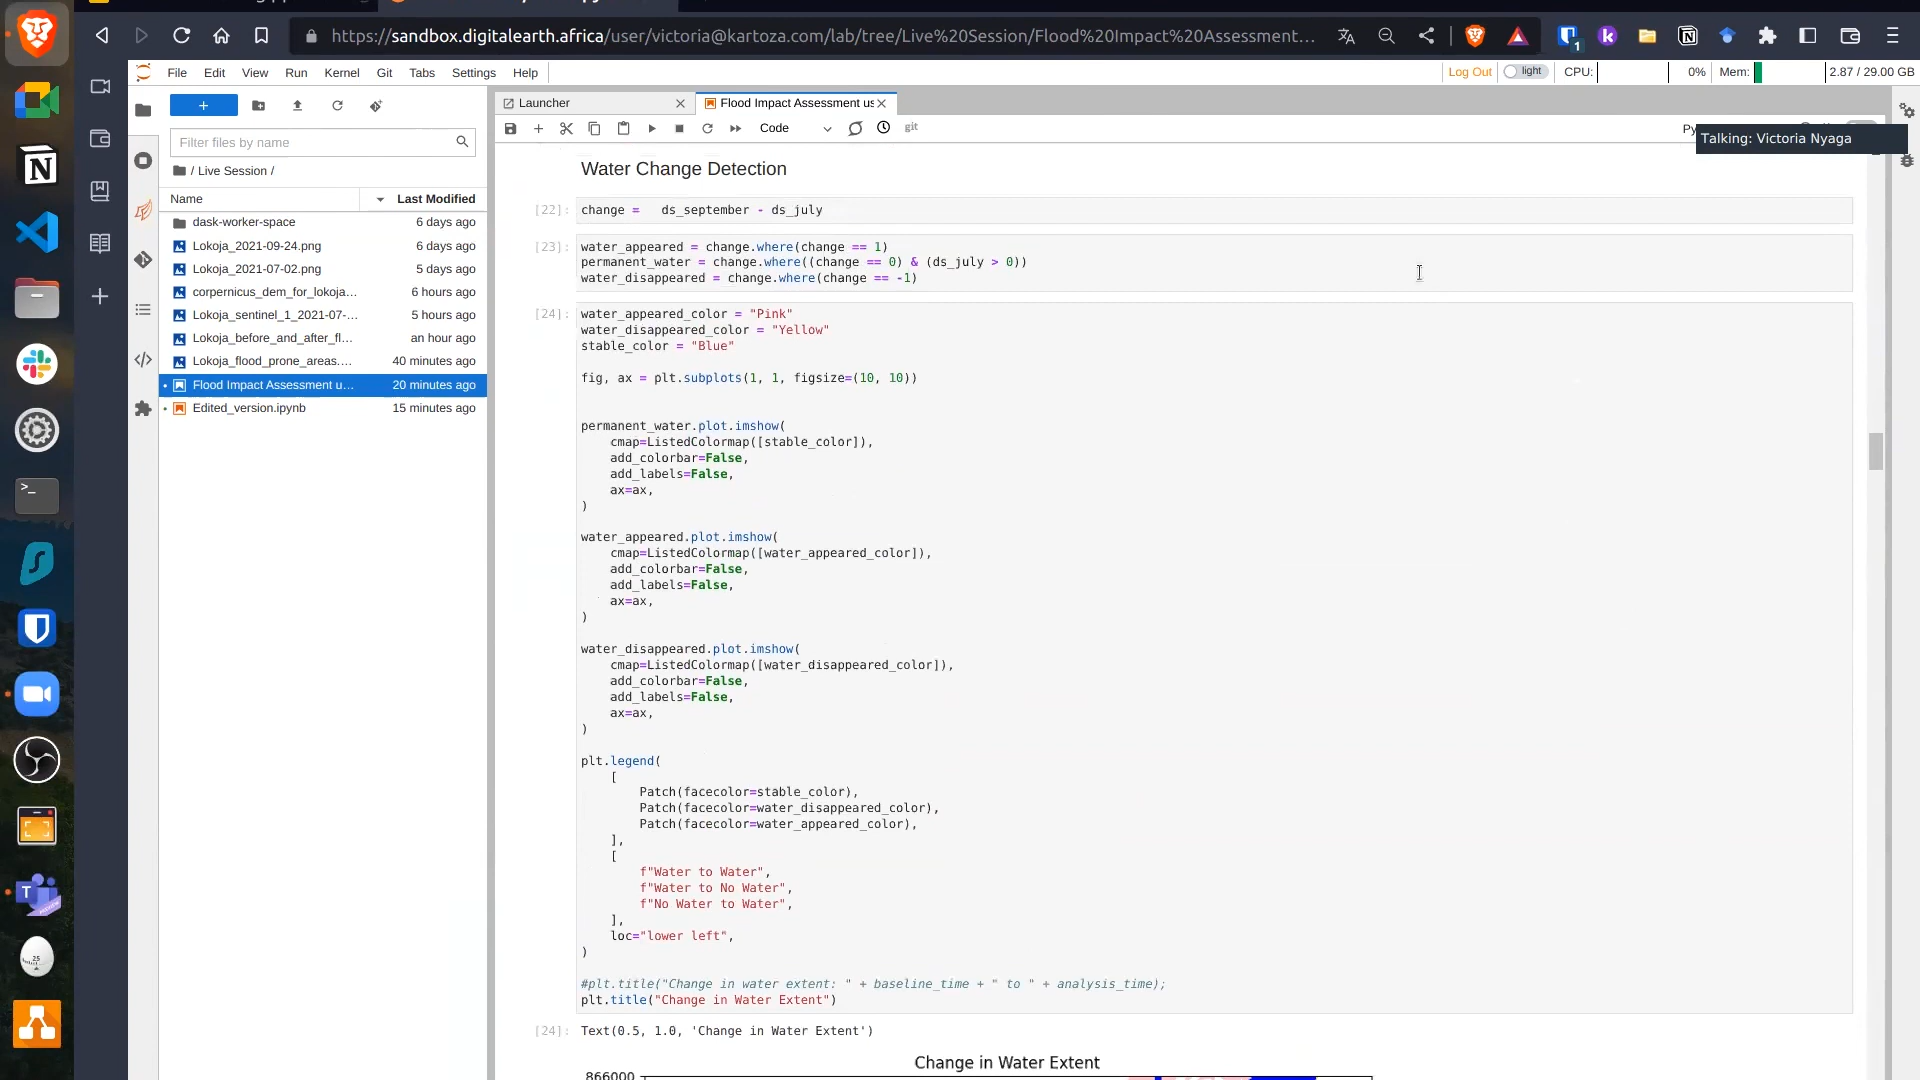 https://sandbox.digitalearth.africa/user/victoria@kartoza.com/lab/tree/Live%20Session/Flood%20Impact%20Assessment...
1
File Edit View Run Kernel Git Tabs Settings Help
Log Out light CPU: 0% Mem: 2.87 / 29.00 GB
+
Launcher
Flood Impact Assessment us
Code
git
Py
Talking: Victoria Nyaga
Filter files by name
/ Live Session /
Name Last Modified
dask-worker-space 6 days ago
Lokoja_2021-09-24.png 6 days ago
Lokoja_2021-07-02.png 5 days ago
corpernicus_dem_for_lokoja... 6 hours ago
Lokoja_sentinel_1_2021-07-... 5 hours ago
Lokoja_before_and_after_fl... an hour ago
Lokoja_flood_prone_areas.... 40 minutes ago
Flood Impact Assessment u... 20 minutes ago
Edited_version.ipynb 15 minutes ago
Water Change Detection
[22]: change =   ds_september - ds_july
[23]: water_appeared = change.where(change == 1)
permanent_water = change.where((change == 0) & (ds_july > 0))
water_disappeared = change.where(change == -1)
[24]: water_appeared_color = "Pink"
water_disappeared_color = "Yellow"
stable_color = "Blue"
fig, ax = plt.subplots(1, 1, figsize=(10, 10))
permanent_water.plot.imshow(
cmap=ListedColormap([stable_color]),
add_colorbar=False,
add_labels=False,
ax=ax,
)
water_appeared.plot.imshow(
cmap=ListedColormap([water_appeared_color]),
add_colorbar=False,
add_labels=False,
ax=ax,
)
water_disappeared.plot.imshow(
cmap=ListedColormap([water_disappeared_color]),
add_colorbar=False,
add_labels=False,
ax=ax,
)
plt.legend(
[
Patch(facecolor=stable_color),
Patch(facecolor=water_disappeared_color),
Patch(facecolor=water_appeared_color),
],
[
f"Water to Water",
f"Water to No Water",
f"No Water to Water",
],
loc="lower left",
)
#plt.title("Change in water extent: " + baseline_time + " to " + analysis_time);
plt.title("Change in Water Extent")
[24]: Text(0.5, 1.0, 'Change in Water Extent')
Change in Water Extent
866000